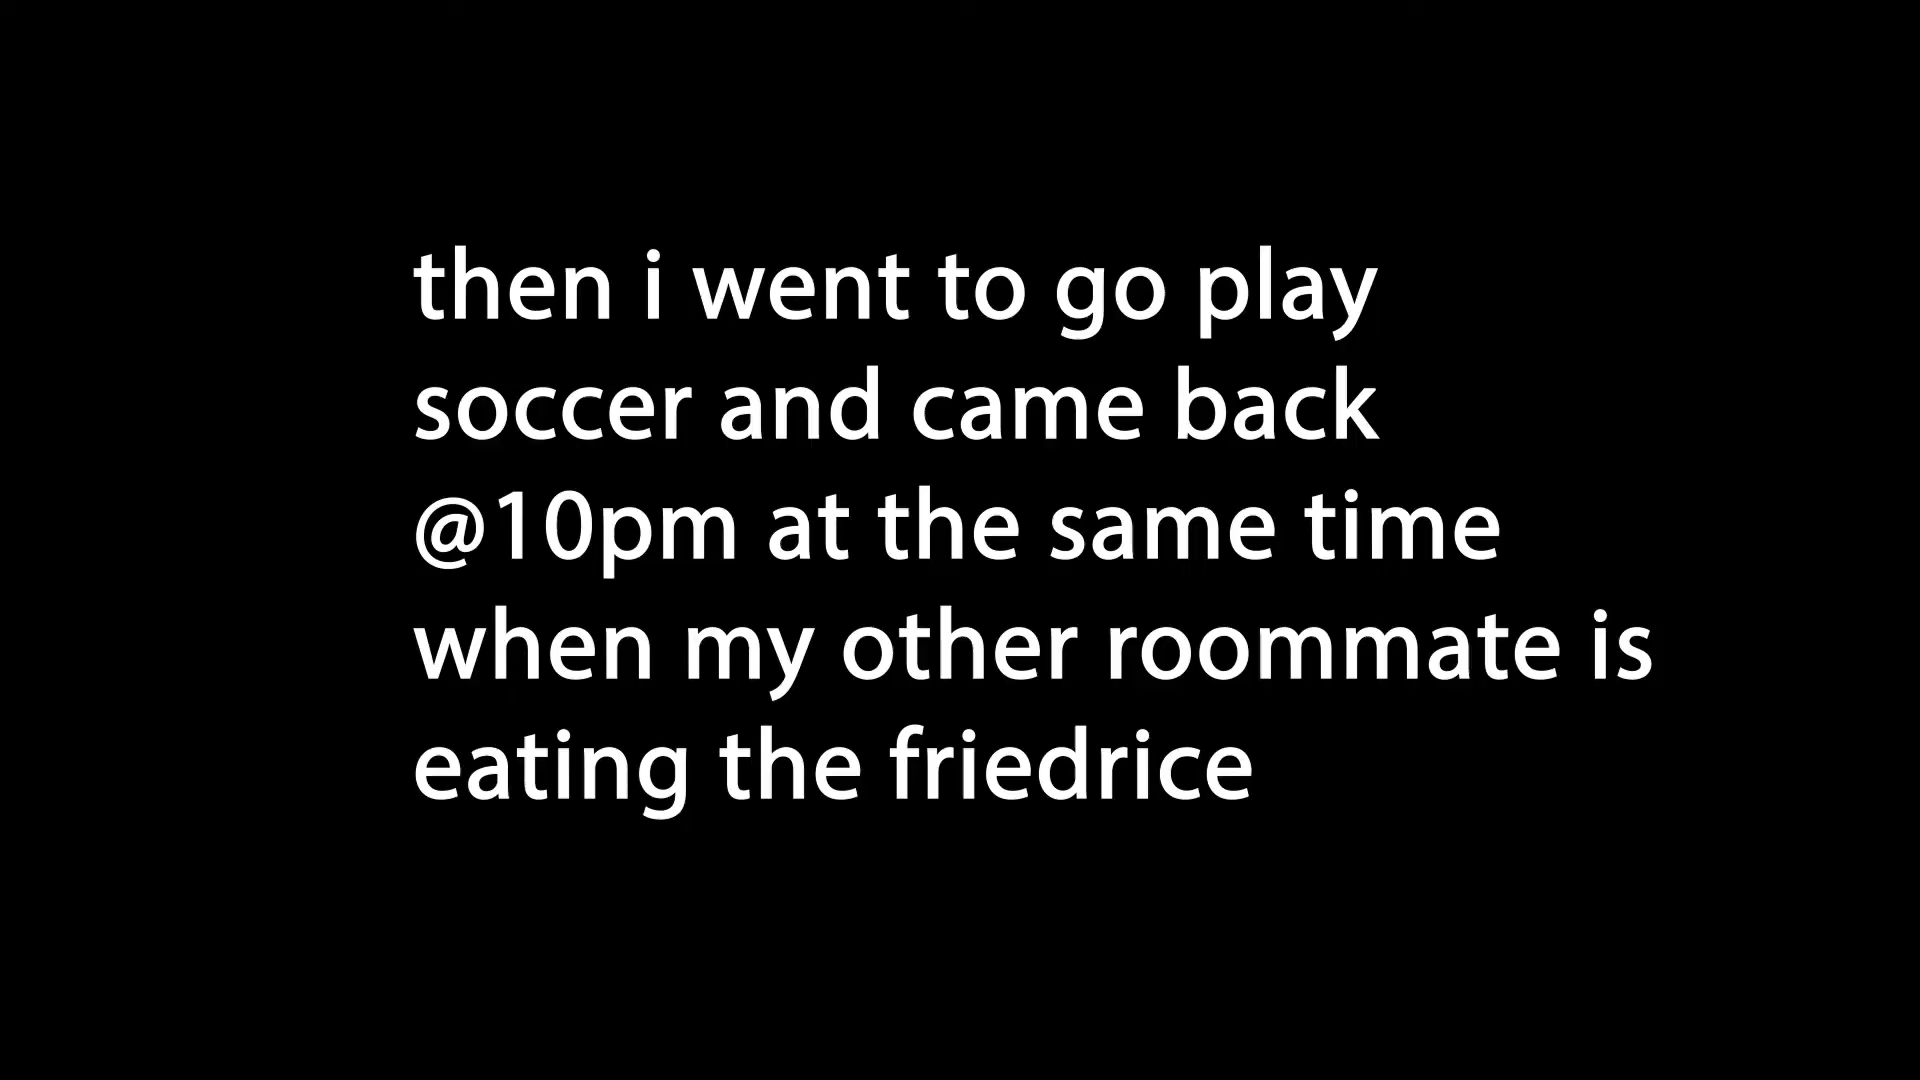 then i went to go play
soccer and came back
@10pm at the same time
when my other roommate is
eating the friedrice